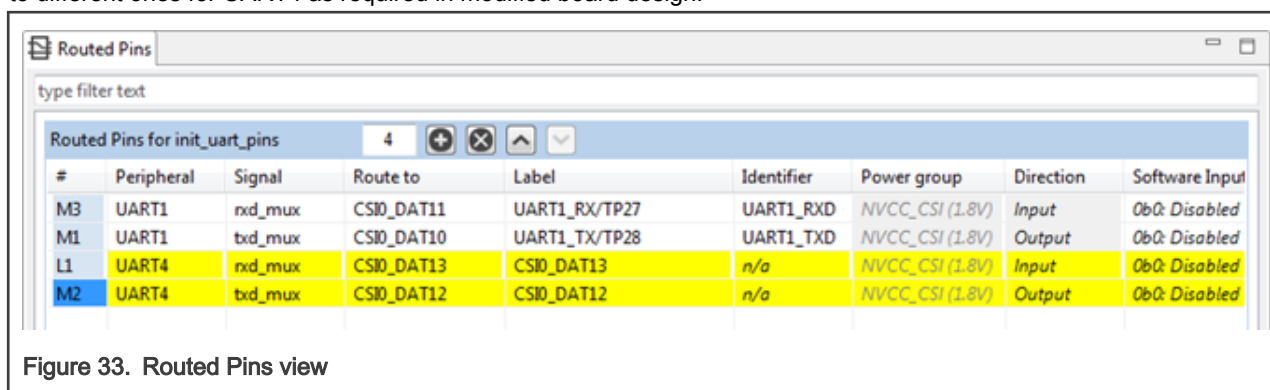 to different ones for UART4 as required in modified board design.
Routed Pins
type filter text
Routed Pins for init_uart_pins 4
# Peripheral Signal Route to Label Identifier Power group Direction Software Input
M3 UART1 rxd_mux CSI0_DAT11 UART1_RX/TP27 UART1_RXD NVCC_CSI (1.8V) Input 0b0: Disabled
M1 UART1 txd_mux CSI0_DAT10 UART1_TX/TP28 UART1_TXD NVCC_CSI (1.8V) Output 0b0: Disabled
L1 UART4 rxd_mux CSI0_DAT13 CSI0_DAT13 n/a NVCC_CSI (1.8V) Input 0b0: Disabled
M2 UART4 txd_mux CSI0_DAT12 CSI0_DAT12 n/a NVCC_CSI (1.8V) Output 0b0: Disabled
Figure 33. Routed Pins view